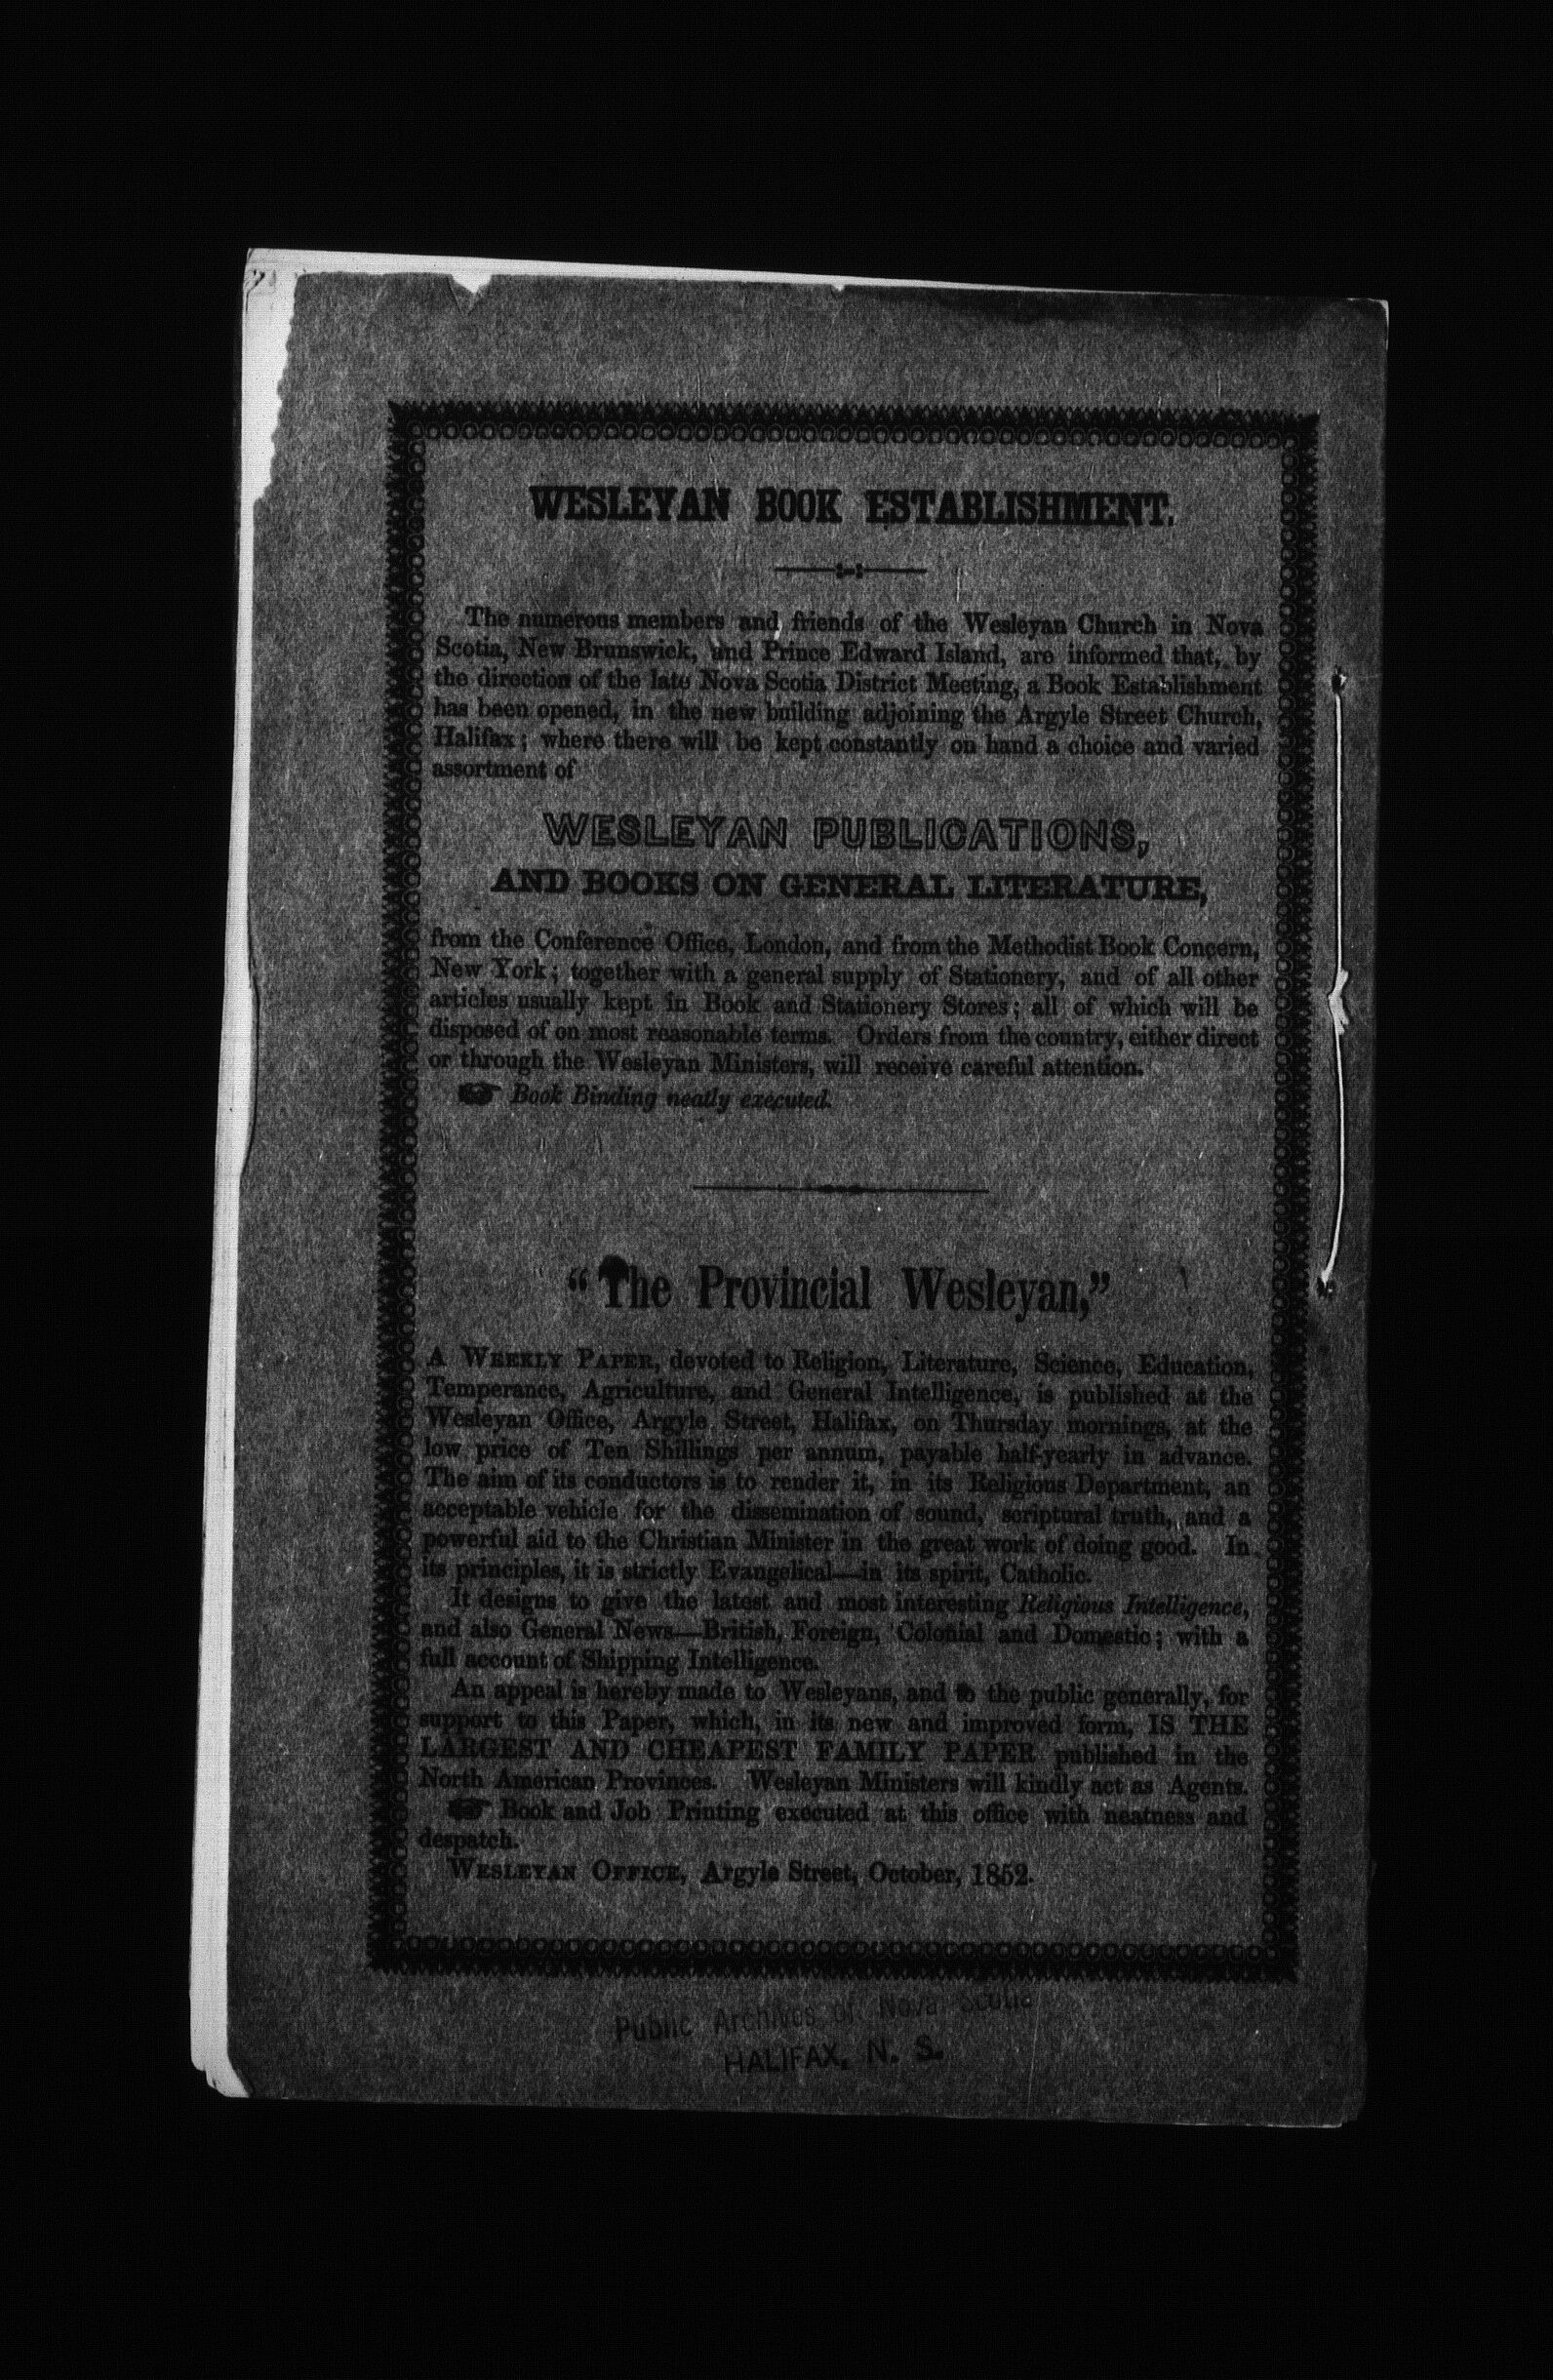 WESLEYAN BOOK ESTABLISHMENT.
The numerous members and friends of the Wesleyan Church in Nova
Scotia, New Brunswick, and Prince Edward Island, are informed that, by
the direction of the late Nova Scotia District Meeting, a Book Establishment
has been opened, in the new building adjoining the Argyle Street Church,
Halifax; where there will be kept constantly on hand a choice and varied
assortment of
WESLEYAN PUBLICATIONS,
AND BOOKS ON GENERAL LITERATURE,
from the Conference Office, London, and from the Methodist Book Concern,
New York; together with a general supply of Stationery, and of all other
articles usually kept in Book and Stationery Stores; all of which will be
disposed of on most reasonable terms. Orders from the country, either direct
or through the Wesleyan Ministers, will receive careful attention.
☞ Book Binding neatly executed.
"The Provincial Wesleyan,"
A WEEKLY PAPER, devoted to Religion, Literature, Science, Education,
Temperance, Agriculture, and General Intelligence, is published at the
Wesleyan Office, Argyle Street, Halifax, on Thursday mornings, at the
low price of Ten Shillings per annum, payable half-yearly in advance.
The aim of its conductors is to render it, in its Religious Department, an
acceptable vehicle for the dissemination of sound, scriptural truth, and a
powerful aid to the Christian Minister in the great work of doing good. In
its principles, it is strictly Evangelical—in its spirit, Catholic.
It designs to give the latest and most interesting Religious Intelligence,
and also General News—British, Foreign, Colonial and Domestic; with a
full account of Shipping Intelligence.
An appeal is hereby made to Wesleyans, and to the public generally, for
support to this Paper, which, in its new and improved form, IS THE
LARGEST AND CHEAPEST FAMILY PAPER published in the
North American Provinces. Wesleyan Ministers will kindly act as Agents.
☞ Book and Job Printing executed at this office with neatness and
despatch.
WESLEYAN OFFICE, Argyle Street, October, 1852.
Public Archives of Nova Scotia
HALIFAX, N. S.